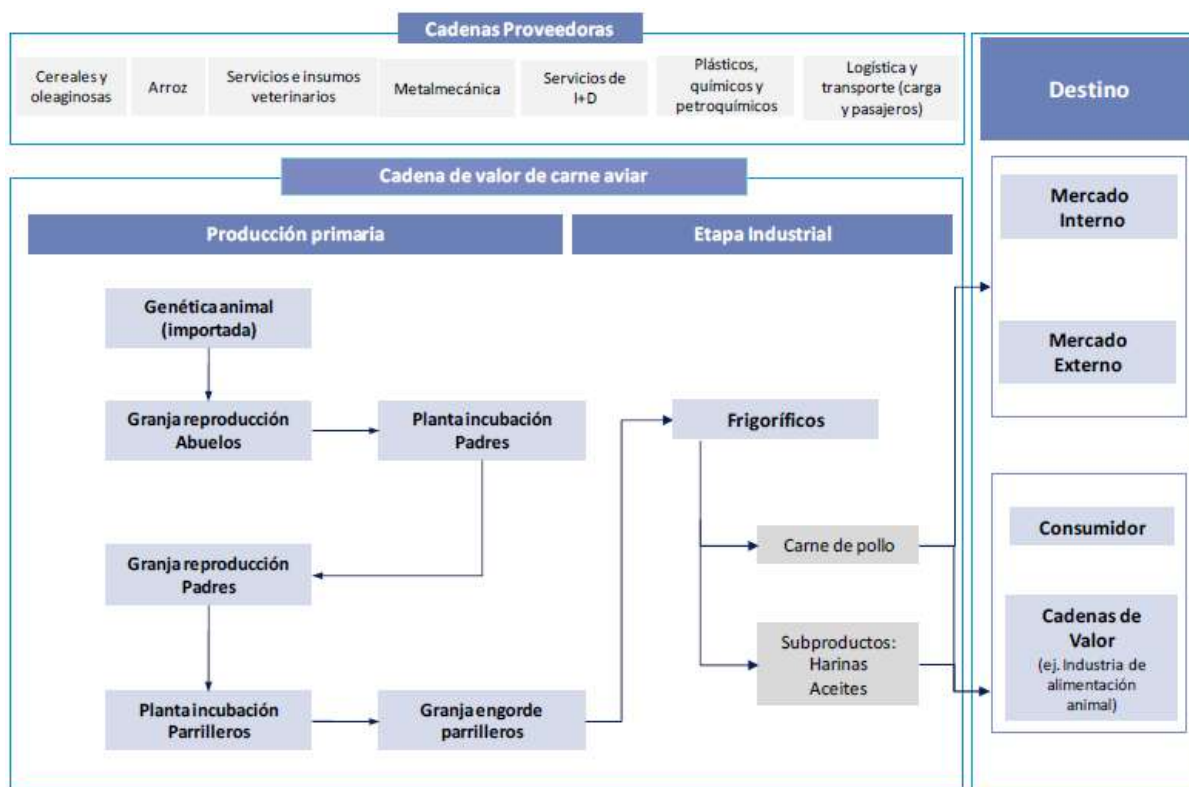 Cadenas Proveedoras
Cereales y
oleaginosas
Arroz
Servicios e insumos
veterinarios
Metalmecánica
Servicios de
I+D
Plásticos,
químicos y
petroquímicos
Logística y
transporte (carga
y pasajeros)
Destino
Cadena de valor de carne aviar
Producción primaria
Etapa Industrial
Genética animal
(importada)
Granja reproducción
Abuelos
Planta incubación
Padres
Granja reproducción
Padres
Planta incubación
Parrilleros
Granja engorde
parrilleros
Frigoríficos
Carne de pollo
Subproductos:
Harinas
Aceites
Mercado
Interno
Mercado
Externo
Consumidor
Cadenas de
Valor
(ej. Industria de
alimentación
animal)